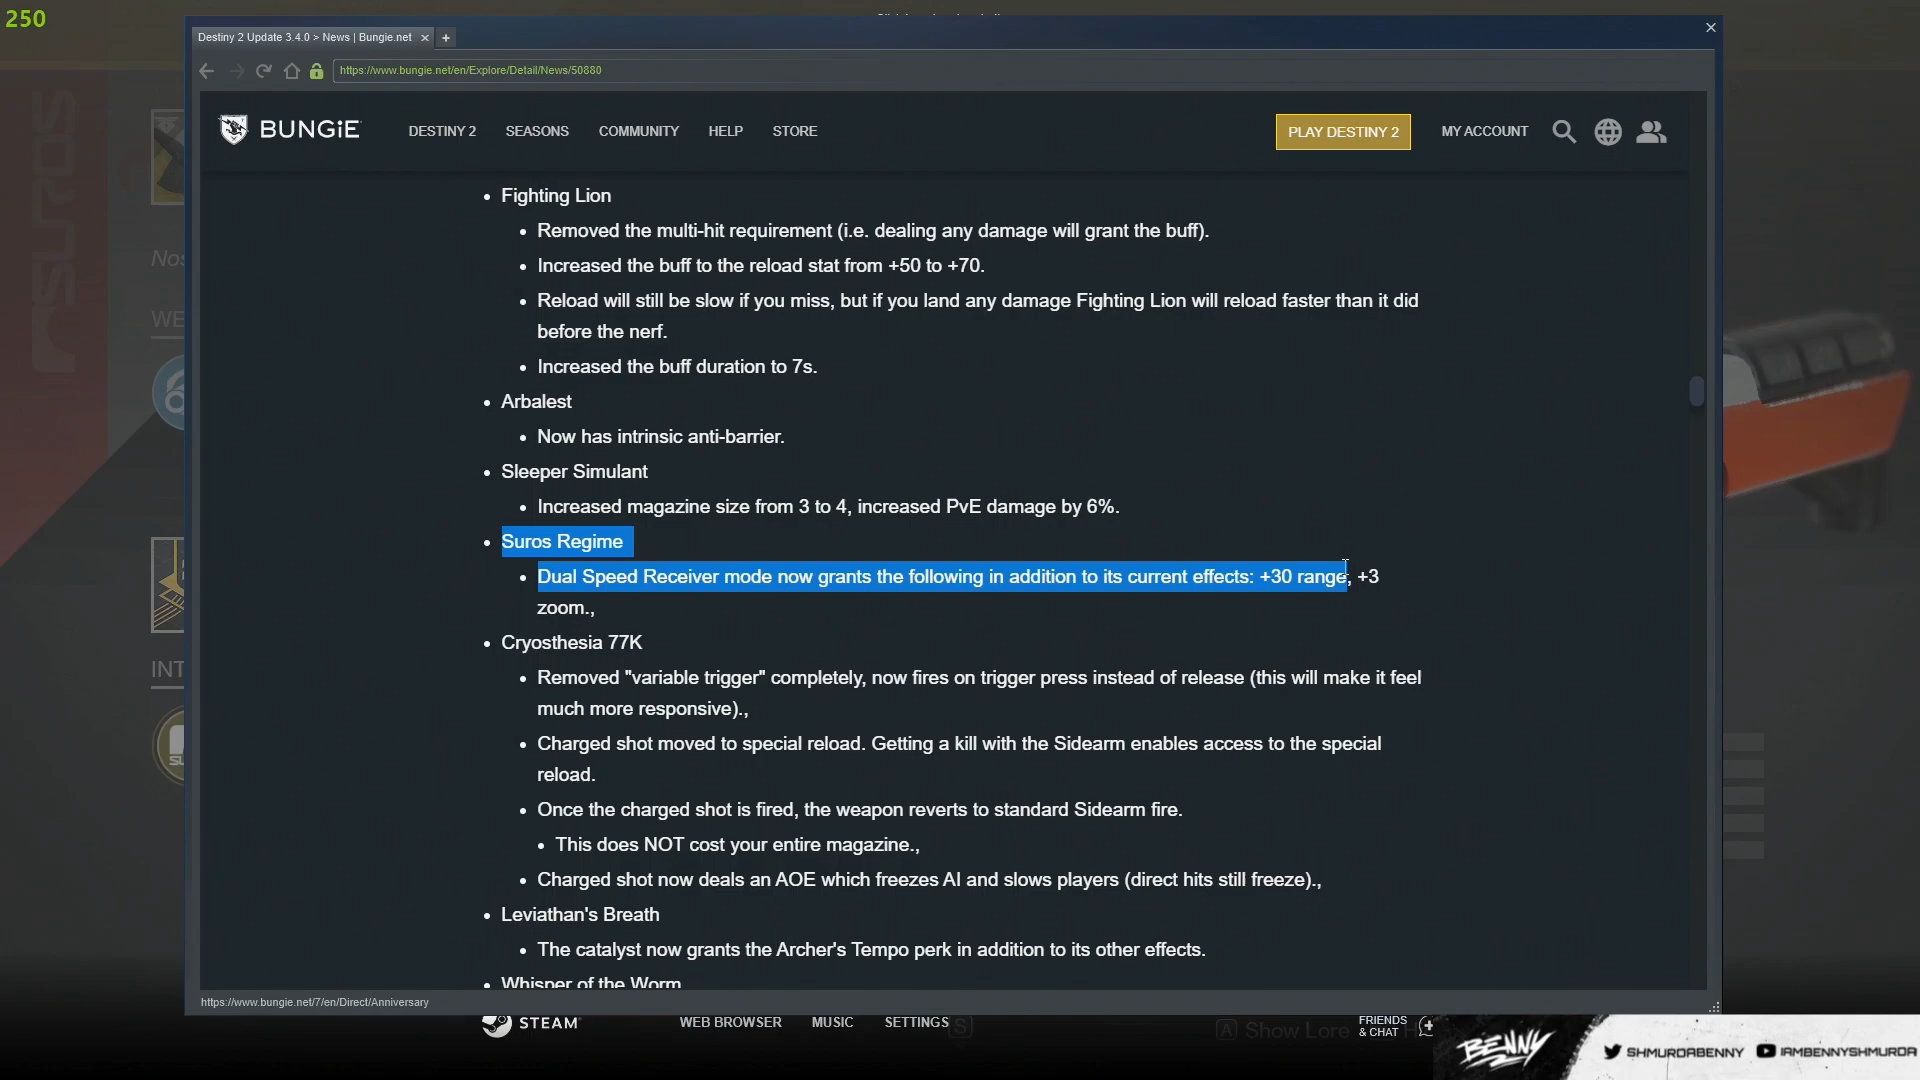 250
Destiny 2 Update 3.4.0 > News | Bungie.net
https://www.bungie.net/en/Explore/Detail/News/50880
BUNGiE
DESTINY 2 SEASONS COMMUNITY HELP STORE
PLAY DESTINY 2 MY ACCOUNT
SUROS
Nos
WE
INT
• Fighting Lion
• Removed the multi-hit requirement (i.e. dealing any damage will grant the buff).
• Increased the buff to the reload stat from +50 to +70.
• Reload will still be slow if you miss, but if you land any damage Fighting Lion will reload faster than it did
before the nerf.
• Increased the buff duration to 7s.
• Arbalest
• Now has intrinsic anti-barrier.
• Sleeper Simulant
• Increased magazine size from 3 to 4, increased PvE damage by 6%.
• Suros Regime
• Dual Speed Receiver mode now grants the following in addition to its current effects: +30 range, +3
zoom.,
• Cryosthesia 77K
• Removed "variable trigger" completely, now fires on trigger press instead of release (this will make it feel
much more responsive).,
• Charged shot moved to special reload. Getting a kill with the Sidearm enables access to the special
reload.
• Once the charged shot is fired, the weapon reverts to standard Sidearm fire.
• This does NOT cost your entire magazine.,
• Charged shot now deals an AOE which freezes AI and slows players (direct hits still freeze).,
• Leviathan's Breath
• The catalyst now grants the Archer's Tempo perk in addition to its other effects.
• Whisper of the Worm
https://www.bungie.net/7/en/Direct/Anniversary
STEAM WEB BROWSER MUSIC SETTINGS
S
A Show Lore
FRIENDS
& CHAT
BENNY
SHMURDABENNY IAMBENNYSHMURDA